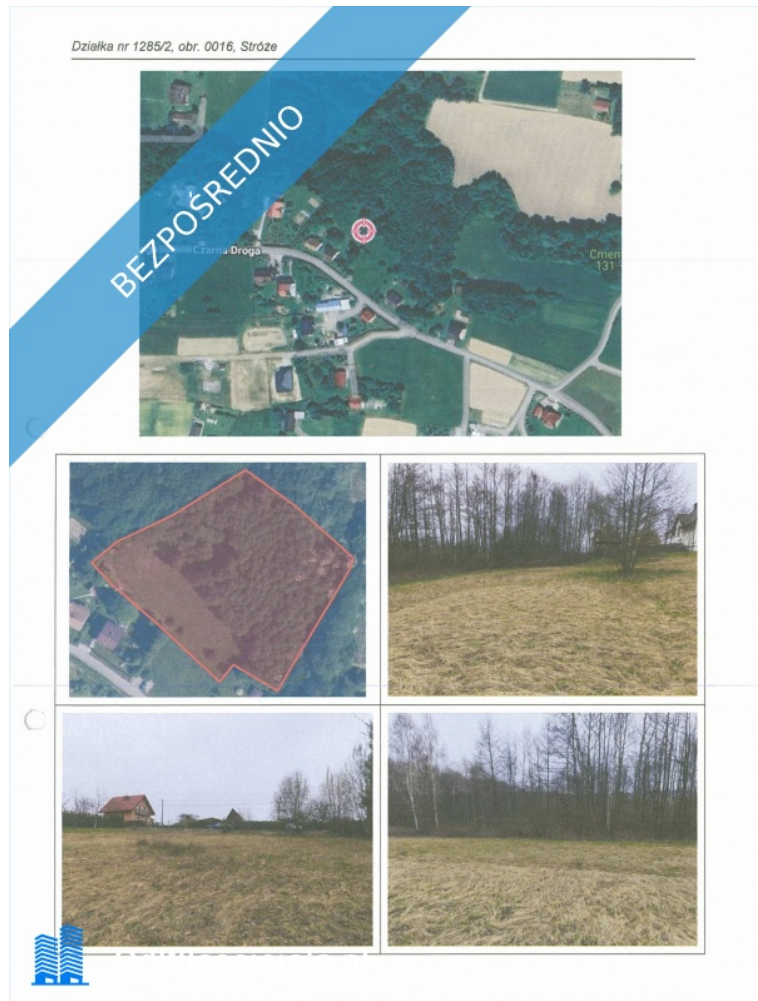 Działka nr 1285/2, obr. 0016, Stróże
BEZPOŚREDNIO
Czarna Droga
Cmen
131